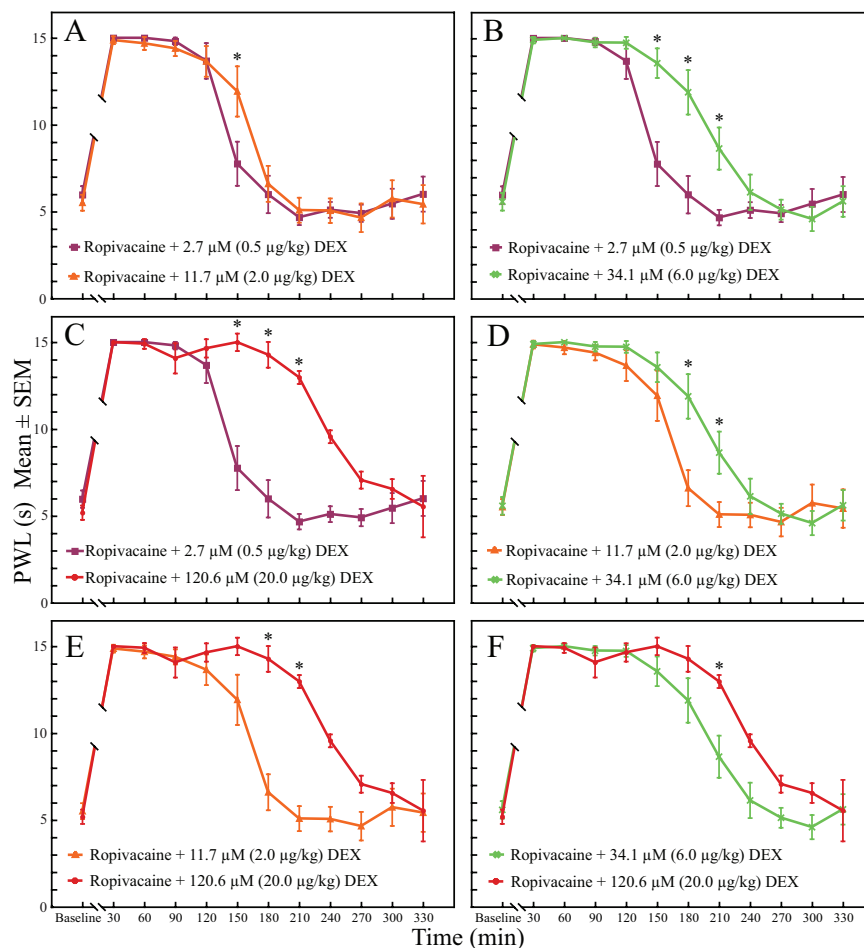 A
15
10
5
0
*
Ropivacaine + 2.7 µM (0.5 µg/kg) DEX
Ropivacaine + 11.7 µM (2.0 µg/kg) DEX
B
* * *
Ropivacaine + 2.7 µM (0.5 µg/kg) DEX
Ropivacaine + 34.1 µM (6.0 µg/kg) DEX
PWL (s) Mean ± SEM
C
15
10
5
0
* * *
Ropivacaine + 2.7 µM (0.5 µg/kg) DEX
Ropivacaine + 120.6 µM (20.0 µg/kg) DEX
D
* *
Ropivacaine + 11.7 µM (2.0 µg/kg) DEX
Ropivacaine + 34.1 µM (6.0 µg/kg) DEX
E
15
10
5
0
* *
Ropivacaine + 11.7 µM (2.0 µg/kg) DEX
Ropivacaine + 120.6 µM (20.0 µg/kg) DEX
Baseline 30 60 90 120 150 180 210 240 270 300 330
F
*
Ropivacaine + 34.1 µM (6.0 µg/kg) DEX
Ropivacaine + 120.6 µM (20.0 µg/kg) DEX
Baseline 30 60 90 120 150 180 210 240 270 300 330
Time (min)